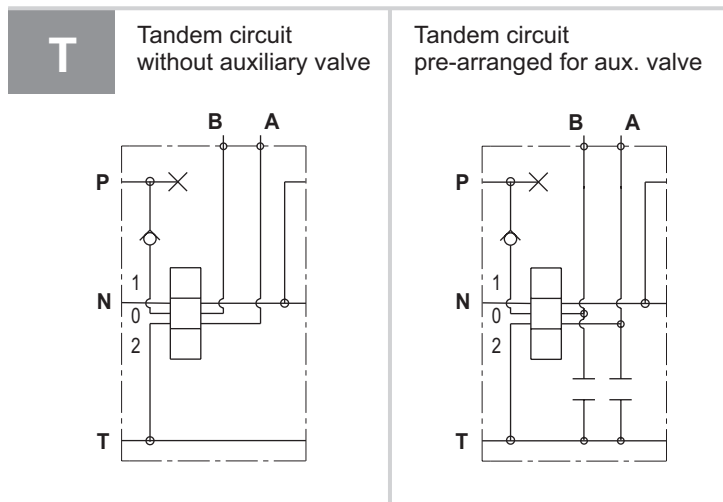 T
Tandem circuit
without auxiliary valve
Tandem circuit
pre-arranged for aux. valve
B A
P
1
N
0
2
T
B A
P
1
N
0
2
T